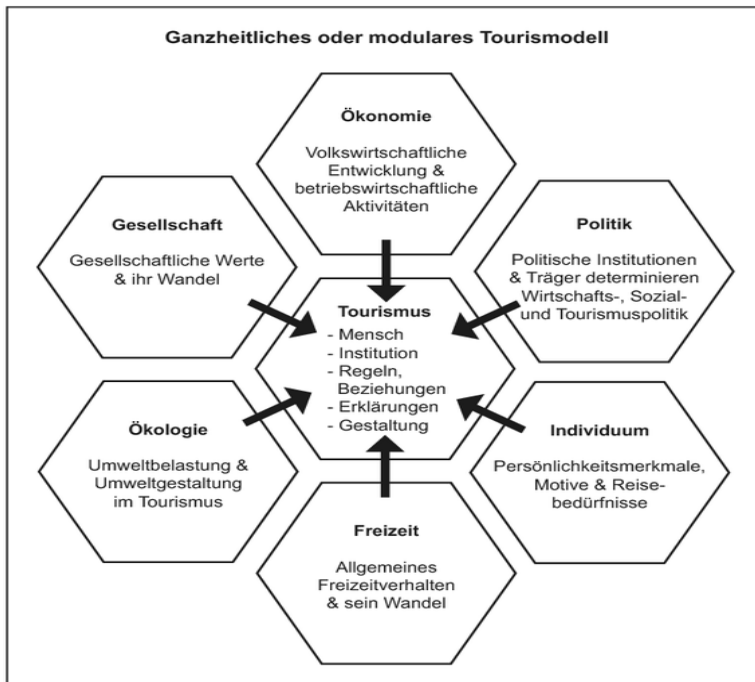 Ganzheitliches oder modulares Tourismodell
Ökonomie
Volkswirtschaftliche
Entwicklung &
betriebswirtschaftliche
Aktivitäten
Gesellschaft
Gesellschaftliche Werte
& ihr Wandel
Politik
Politische Institutionen
& Träger determinieren
Wirtschafts-, Sozial-
und Tourismuspolitik
Tourismus
- Mensch
- Institution
- Regeln,
Beziehungen
- Erklärungen
- Gestaltung
Ökologie
Umweltbelastung &
Umweltgestaltung
im Tourismus
Individuum
Persönlichkeitsmerkmale,
Motive & Reise-
bedürfnisse
Freizeit
Allgemeines
Freizeitverhalten
& sein Wandel